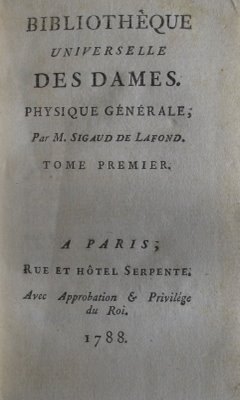 BIBLIOTHÈQUE
UNIVERSELLE
DES DAMES.
PHYSIQUE GÉNÉRALE;
Par M. SIGAUD DE LAFOND.
TOME PREMIER.
A PARIS;
RUE ET HÔTEL SERPENTE.
Avec Approbation & Privilége
du Roi.
1788.